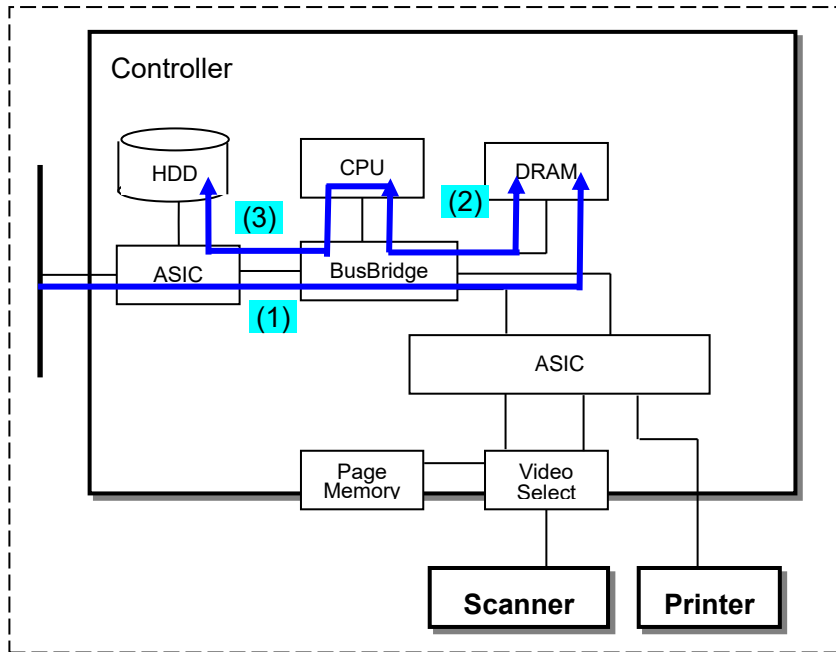 Controller
HDD
CPU
DRAM
(3)
(2)
ASIC
BusBridge
(1)
ASIC
Page
Memory
Video
Select
Scanner
Printer